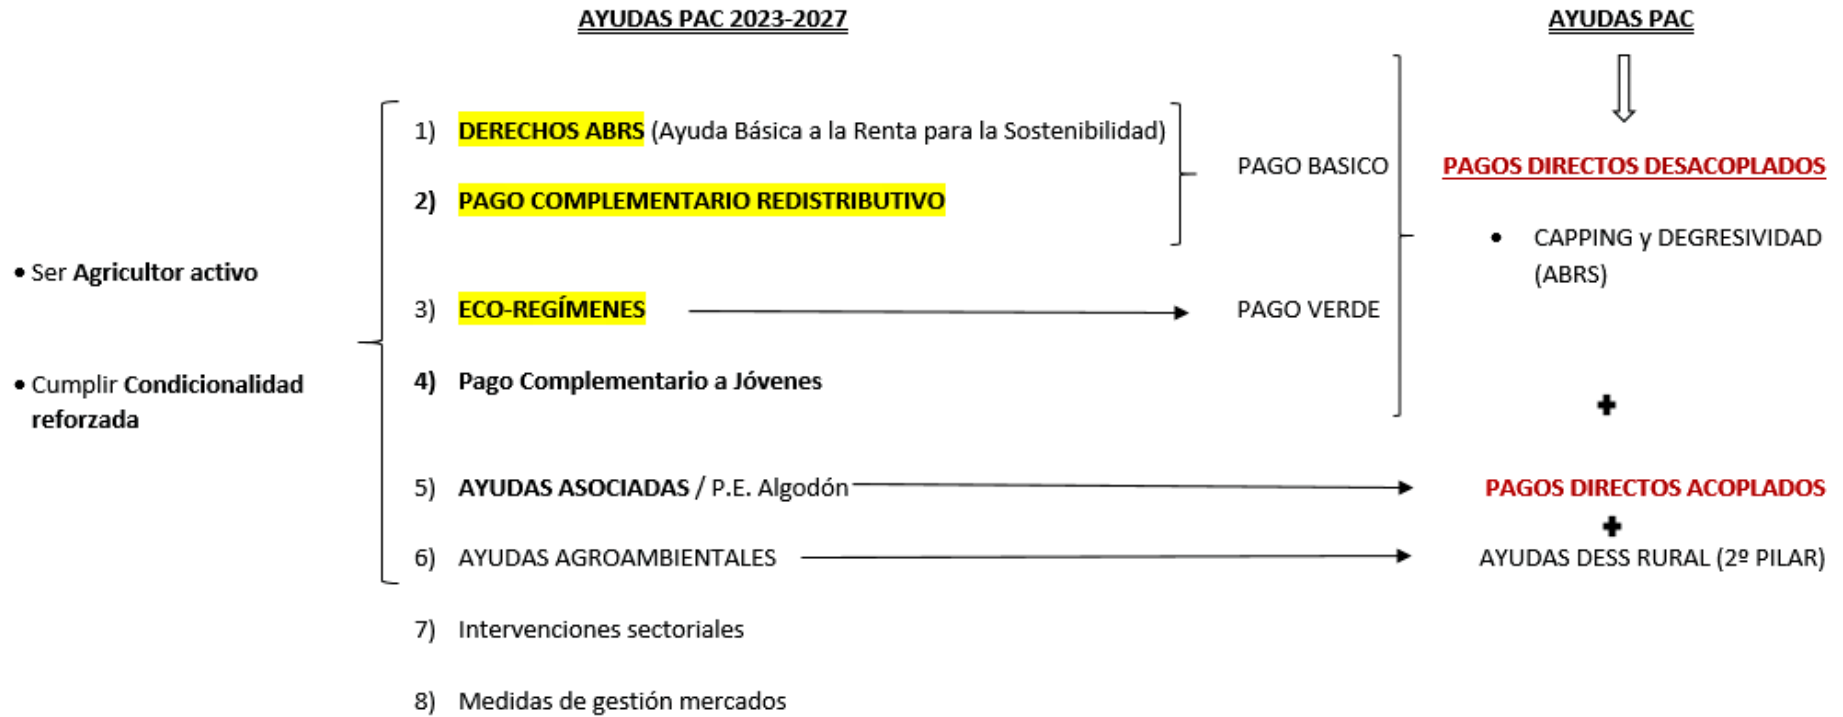 AYUDAS PAC 2023-2027
AYUDAS PAC
1) DERECHOS ABRS (Ayuda Básica a la Renta para la Sostenibilidad)
PAGO BASICO
PAGOS DIRECTOS DESACOPLADOS
2) PAGO COMPLEMENTARIO REDISTRIBUTIVO
• CAPPING y DEGRESIVIDAD
(ABRS)
• Ser Agricultor activo
3) ECO-REGÍMENES
PAGO VERDE
• Cumplir Condicionalidad
reforzada
4) Pago Complementario a Jóvenes
5) AYUDAS ASOCIADAS / P.E. Algodón
PAGOS DIRECTOS ACOPLADOS
6) AYUDAS AGROAMBIENTALES
AYUDAS DESS RURAL (2º PILAR)
7) Intervenciones sectoriales
8) Medidas de gestión mercados